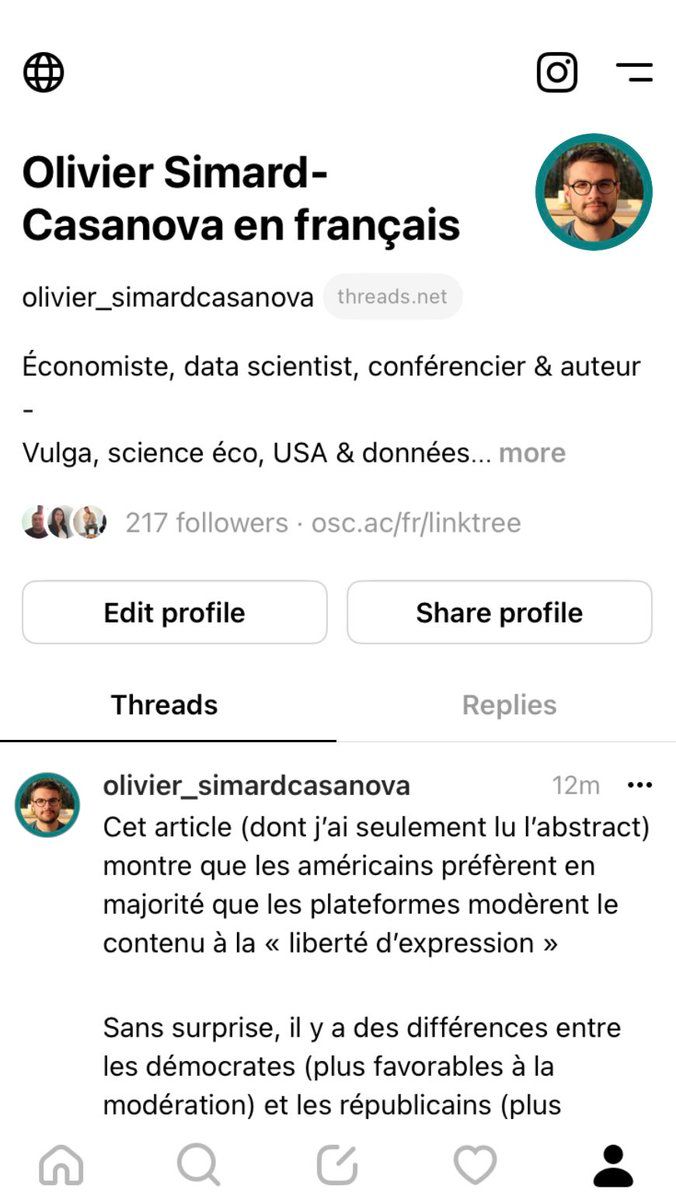 Olivier Simard-
Casanova en français
olivier_simardcasanova threads.net
Économiste, data scientist, conférencier & auteur
-
Vulga, science éco, USA & données... more
217 followers · osc.ac/fr/linktree
Edit profile Share profile
Threads Replies
olivier_simardcasanova 12m
Cet article (dont j’ai seulement lu l’abstract)
montre que les américains préfèrent en
majorité que les plateformes modèrent le
contenu à la « liberté d’expression »
Sans surprise, il y a des différences entre
les démocrates (plus favorables à la
modération) et les républicains (plus